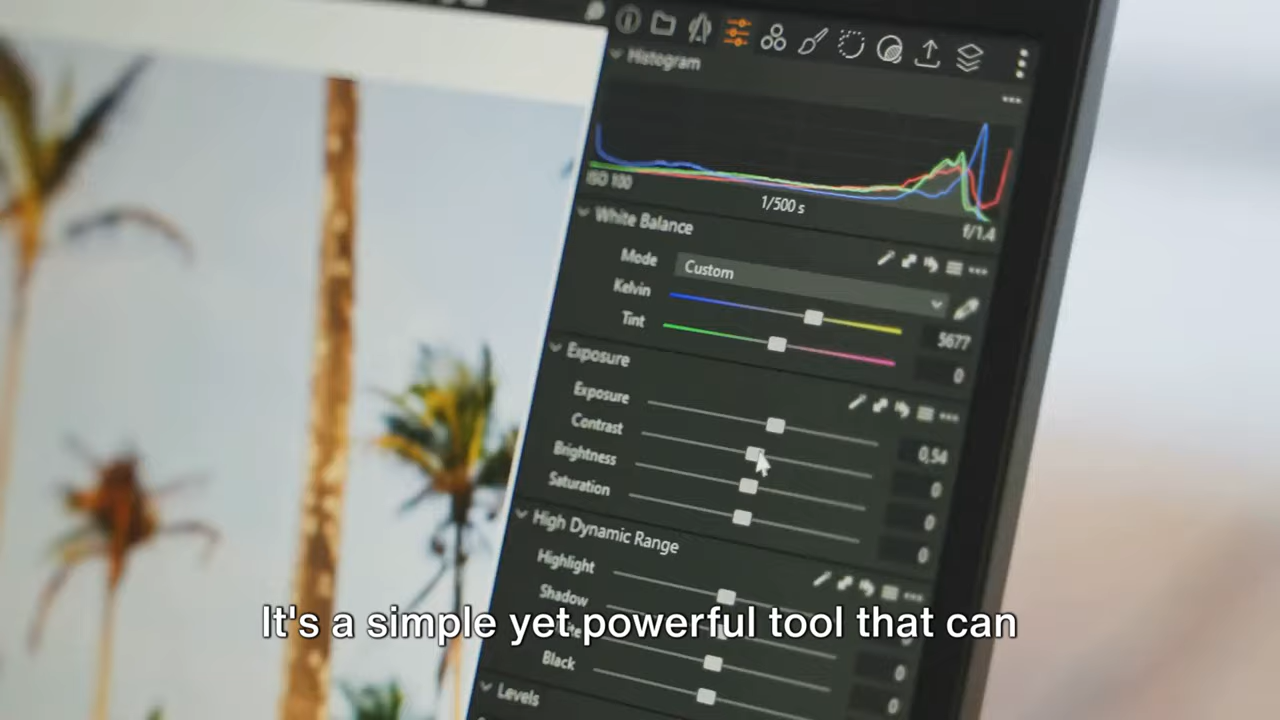 Histogram
ISO 100
1/500 s
f/1.4
White Balance
Mode
Custom
Kelvin
5677
Tint
0
Exposure
Exposure
0,54
Contrast
0
Brightness
0
Saturation
0
High Dynamic Range
Highlight
Shadow
It's a simple yet powerful tool that can
0
Black
0
Levels